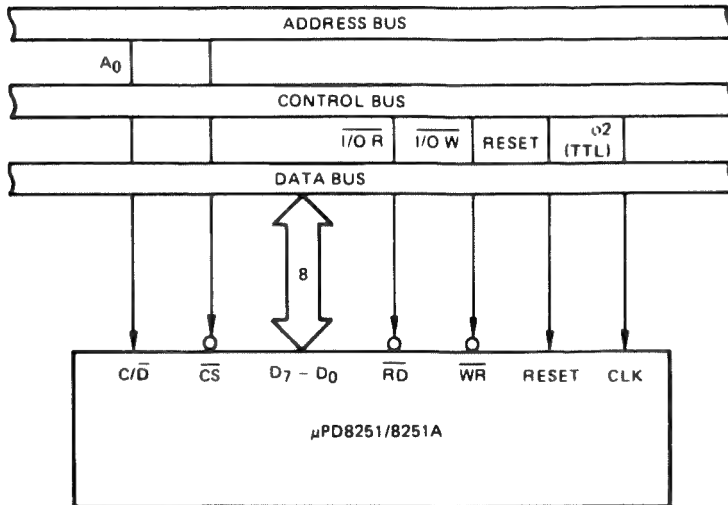 ADDRESS BUS
A₀
CONTROL BUS
I/O R I/O W RESET φ2 (TTL)
DATA BUS
8
C/D CS D₇ – D₀ RD WR RESET CLK
μPD8251/8251A